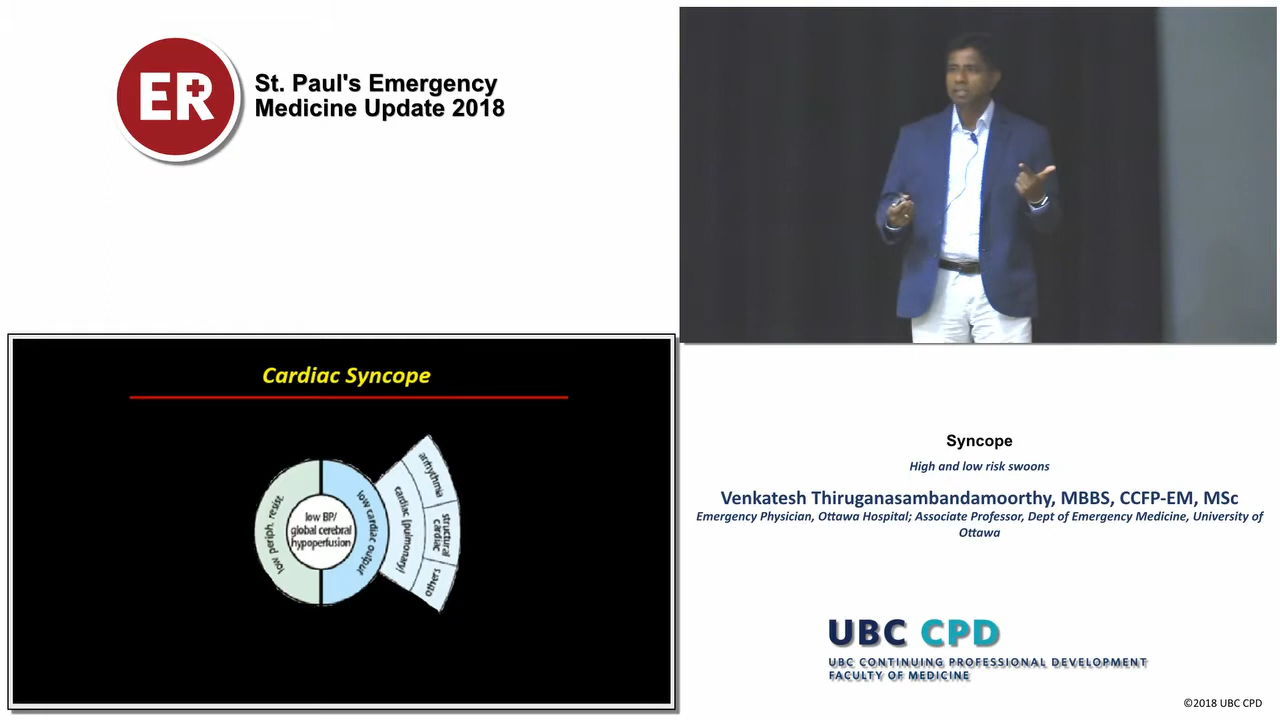 ER
St. Paul's Emergency
Medicine Update 2018
Cardiac Syncope
low periph. resist.
low BP/
global cerebral
hypoperfusion
low cardiac output
cardiac (pulmonary)
arrhythmia
structural
cardiac
others
Syncope
High and low risk swoons
Venkatesh Thiruganasambandamoorthy, MBBS, CCFP-EM, MSc
Emergency Physician, Ottawa Hospital; Associate Professor, Dept of Emergency Medicine, University of
Ottawa
UBC CPD
UBC CONTINUING PROFESSIONAL DEVELOPMENT
FACULTY OF MEDICINE
©2018 UBC CPD